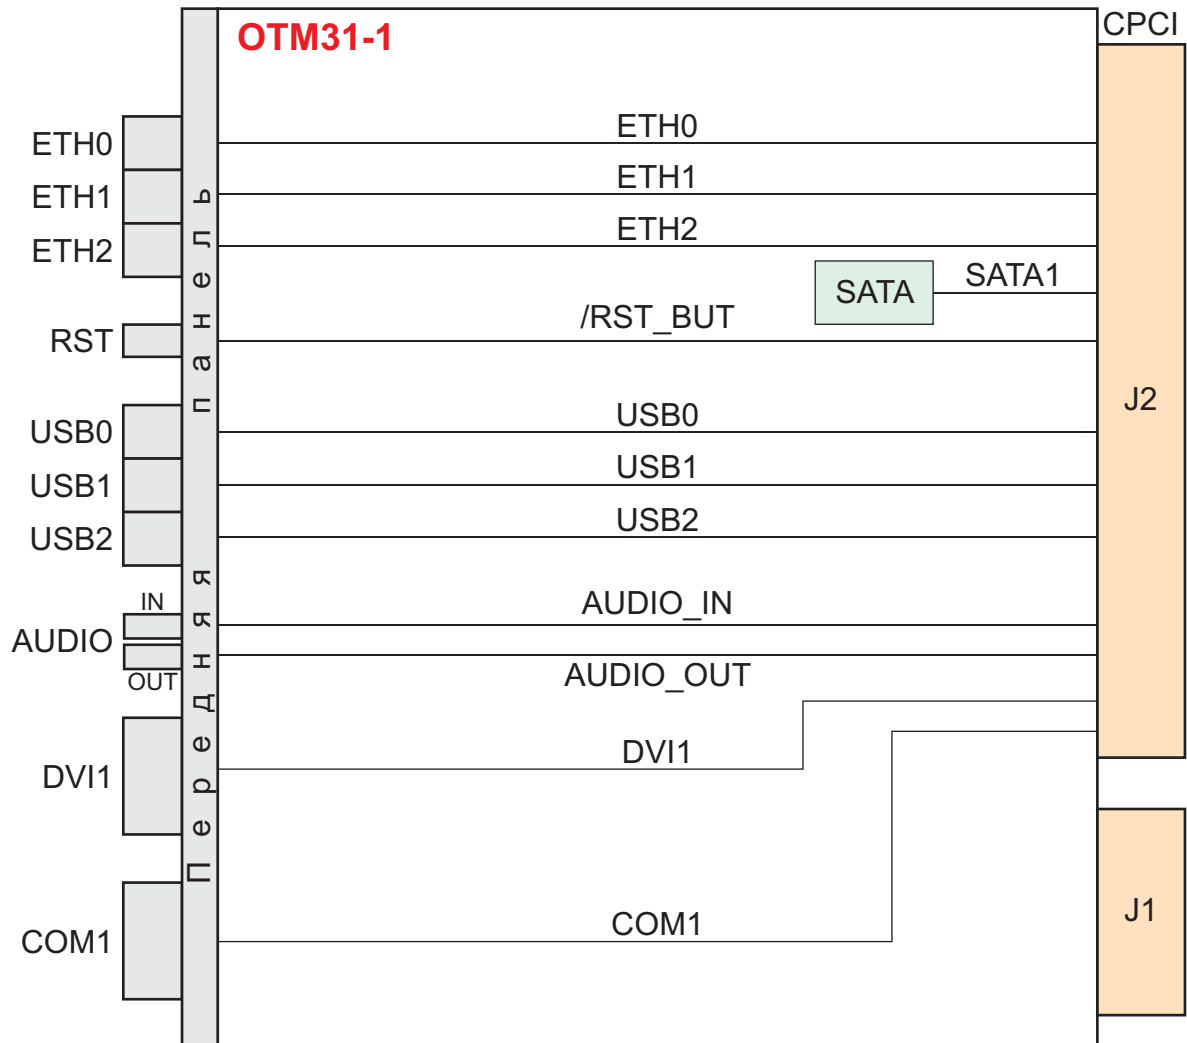 OTM31-1
CPCI
ETH0
ETH0
ETH1
ETH1
ETH2
ETH2
SATA
SATA1
RST
/RST_BUT
J2
USB0
USB0
USB1
USB1
USB2
USB2
IN
AUDIO
OUT
AUDIO_IN
AUDIO_OUT
DVI1
DVI1
COM1
COM1
J1
Передняя панель